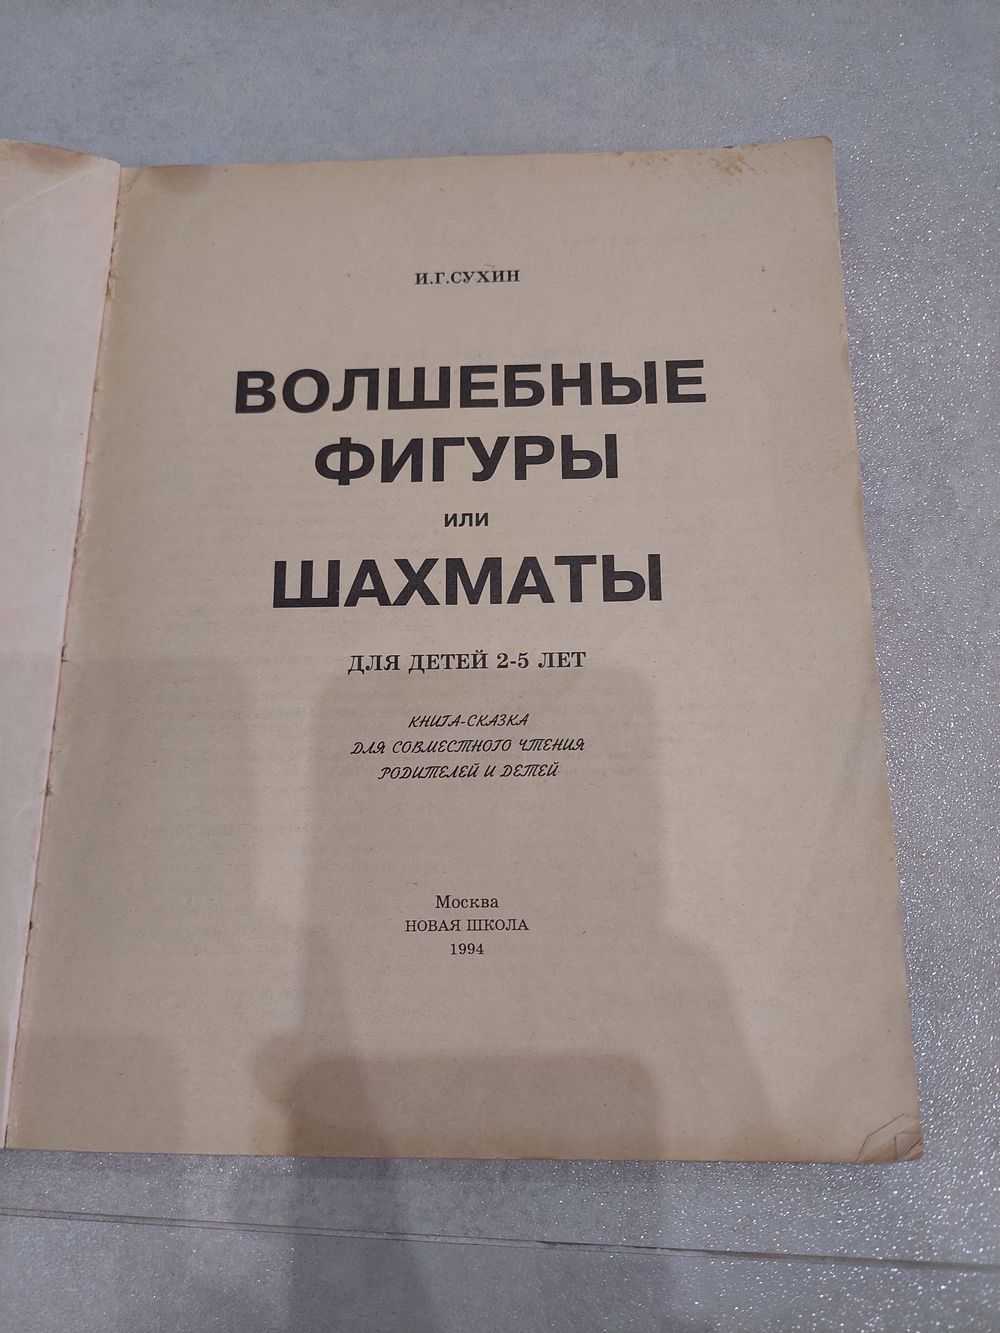 И.Г.СУХИН
ВОЛШЕБНЫЕ
ФИГУРЫ
ИЛИ
ШАХМАТЫ
ДЛЯ ДЕТЕЙ 2-5 ЛЕТ
КНИГА-СКАЗКА
ДЛЯ СОВМЕСТНОГО ЧТЕНИЯ
РОДИТЕЛЕЙ И ДЕТЕЙ
Москва
НОВАЯ ШКОЛА
1994